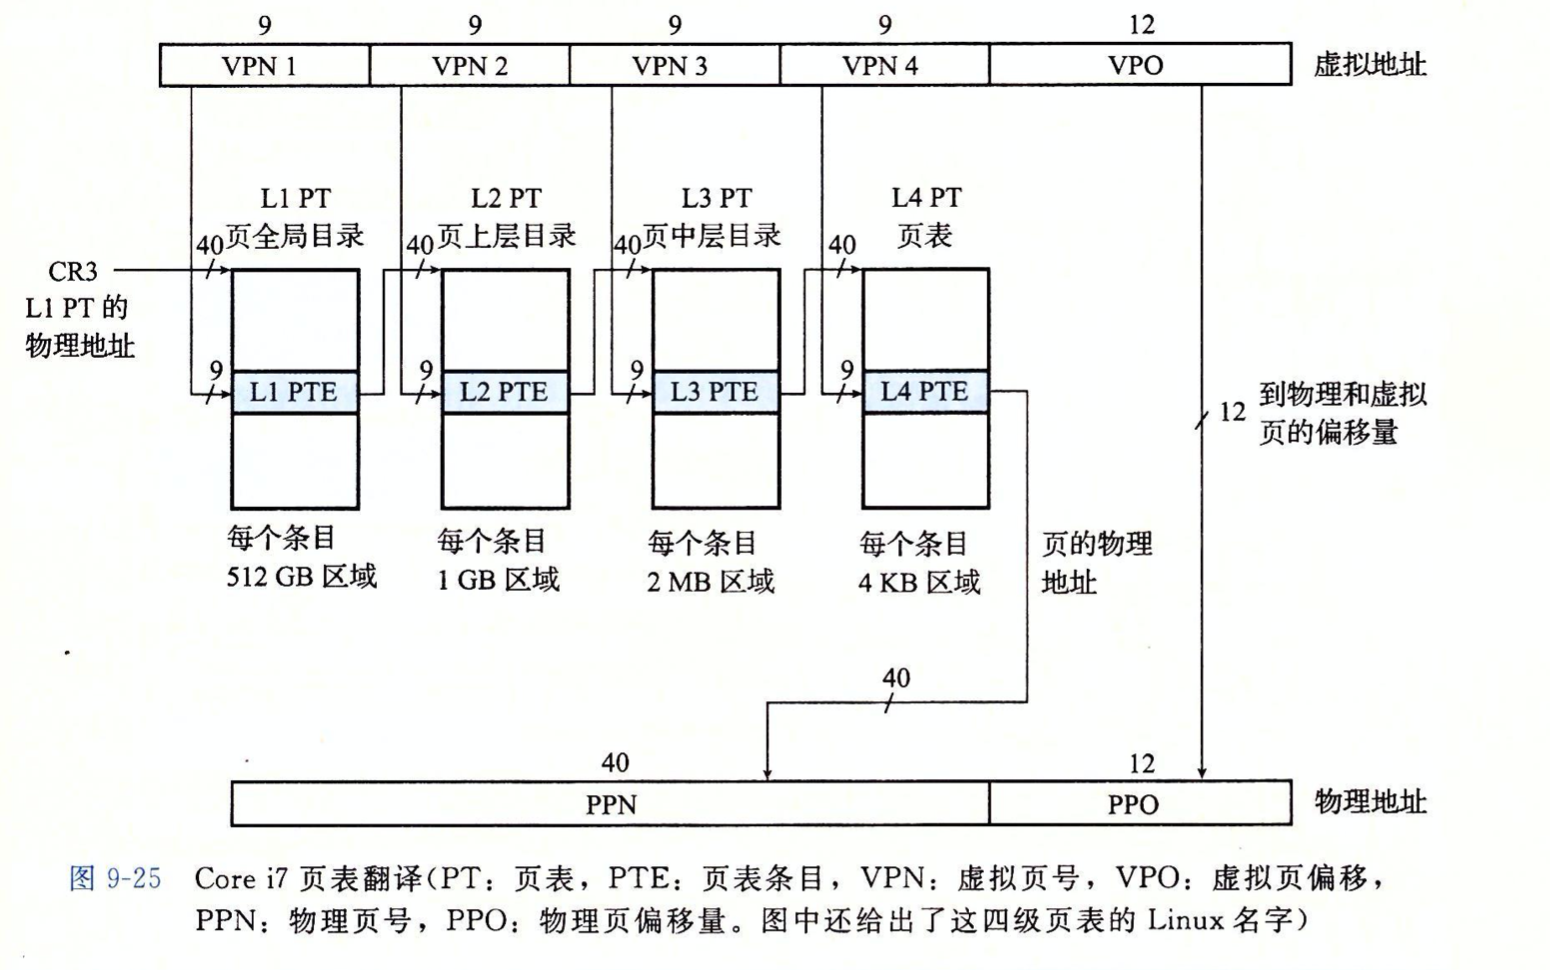 9 9 9 9 12
VPN 1 VPN 2 VPN 3 VPN 4 VPO 虚拟地址
L1 PT L2 PT L3 PT L4 PT
40 页全局目录 40 页上层目录 40 页中层目录 40 页表
CR3
L1 PT 的
物理地址
9 L1 PTE 9 L2 PTE 9 L3 PTE 9 L4 PTE
12 到物理和虚拟
页的偏移量
每个条目 每个条目 每个条目 每个条目 页的物理
512 GB 区域 1 GB 区域 2 MB 区域 4 KB 区域 地址
40
40 12
PPN PPO 物理地址
图 9-25 Core i7 页表翻译(PT：页表，PTE：页表条目，VPN：虚拟页号，VPO：虚拟页偏移，
PPN：物理页号，PPO：物理页偏移量。图中还给出了这四级页表的 Linux 名字)